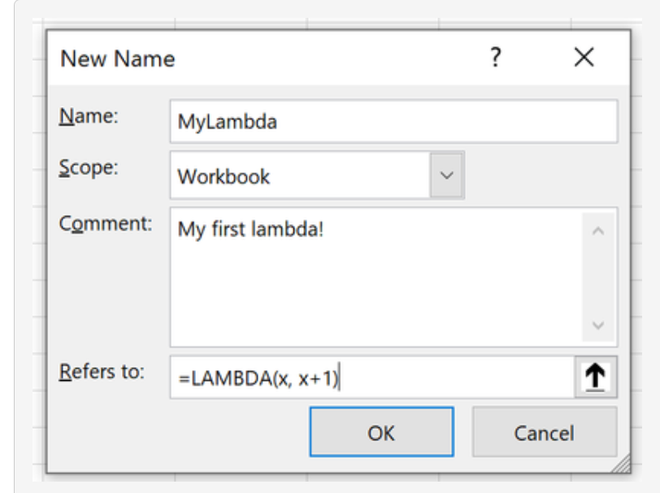 New Name
?
Name: MyLambda
Scope: Workbook
Comment: My first lambda!
Refers to: =LAMBDA(x, x+1)
OK Cancel